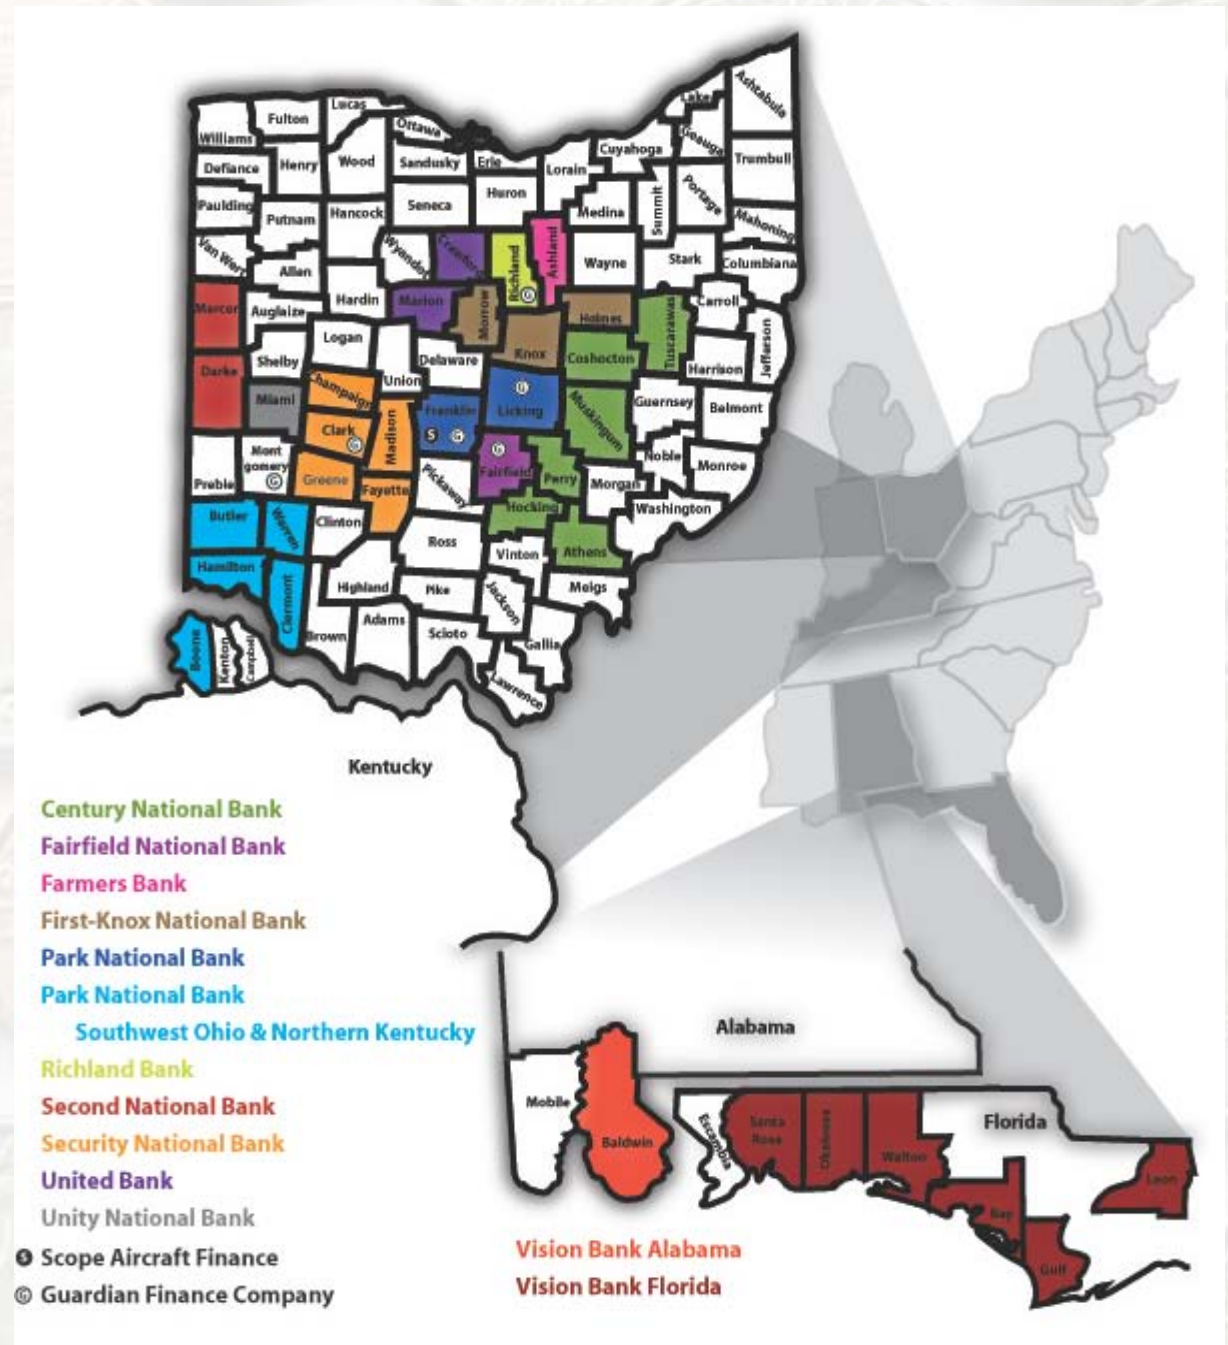 Ashtabula
Lake
Lucas
Fulton
Williams
Ottawa
Geauga
Cuyahoga
Erie
Wood
Sandusky
Henry
Defiance
Lorain
Trumbull
Huron
Portage
Summit
Paulding
Seneca
Hancock
Medina
Putnam
Mahoning
Van Wert
Wyandot
Crawford
Richland
G
Ashland
Wayne
Stark
Columbiana
Allen
Mercer
Auglaize
Hardin
Marion
Morrow
Holmes
Tuscarawas
Carroll
Jefferson
Logan
Knox
Coshocton
Shelby
Delaware
Harrison
Darke
Union
Champaign
Miami
Franklin
S G
G
Licking
Muskingum
Guernsey
Belmont
Clark
G
Madison
Mont
gomery
G
G
Fairfield
Noble
Monroe
Preble
Greene
Fayette
Pickaway
Perry
Morgan
Hocking
Washington
Butler
Warren
Clinton
Ross
Vinton
Athens
Hamilton
Clermont
Highland
Pike
Jackson
Meigs
Brown
Adams
Scioto
Gallia
Boone
Kenton
Campbell
Lawrence
Kentucky
Century National Bank
Fairfield National Bank
Farmers Bank
First-Knox National Bank
Park National Bank
Park National Bank
Southwest Ohio & Northern Kentucky
Richland Bank
Second National Bank
Security National Bank
United Bank
Unity National Bank
S Scope Aircraft Finance
G Guardian Finance Company
Alabama
Mobile
Baldwin
Escambia
Santa
Rosa
Okaloosa
Walton
Florida
Leon
Bay
Gulf
Vision Bank Alabama
Vision Bank Florida